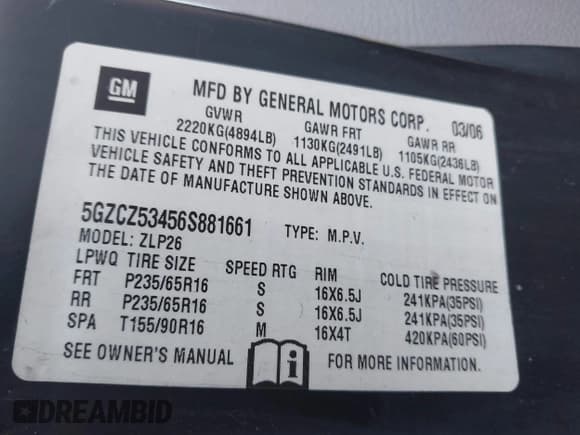 GM
MFD BY GENERAL MOTORS CORP. 03/06
GVWR GAWR FRT GAWR RR
2220KG(4894LB) 1130KG(2491LB) 1105KG(2436LB)
THIS VEHICLE CONFORMS TO ALL APPLICABLE U.S. FEDERAL MOTOR
VEHICLE SAFETY AND THEFT PREVENTION STANDARDS IN EFFECT ON
THE DATE OF MANUFACTURE SHOWN ABOVE.
5GZCZ53456S881661 TYPE: M.P.V.
MODEL: ZLP26
LPWQ TIRE SIZE SPEED RTG RIM COLD TIRE PRESSURE
FRT P235/65R16 S 16X6.5J 241KPA(35PSI)
RR P235/65R16 S 16X6.5J 241KPA(35PSI)
SPA T155/90R16 M 16X4T 420KPA(60PSI)
SEE OWNER'S MANUAL i FOR MORE INFORMATION.
DREAMBID